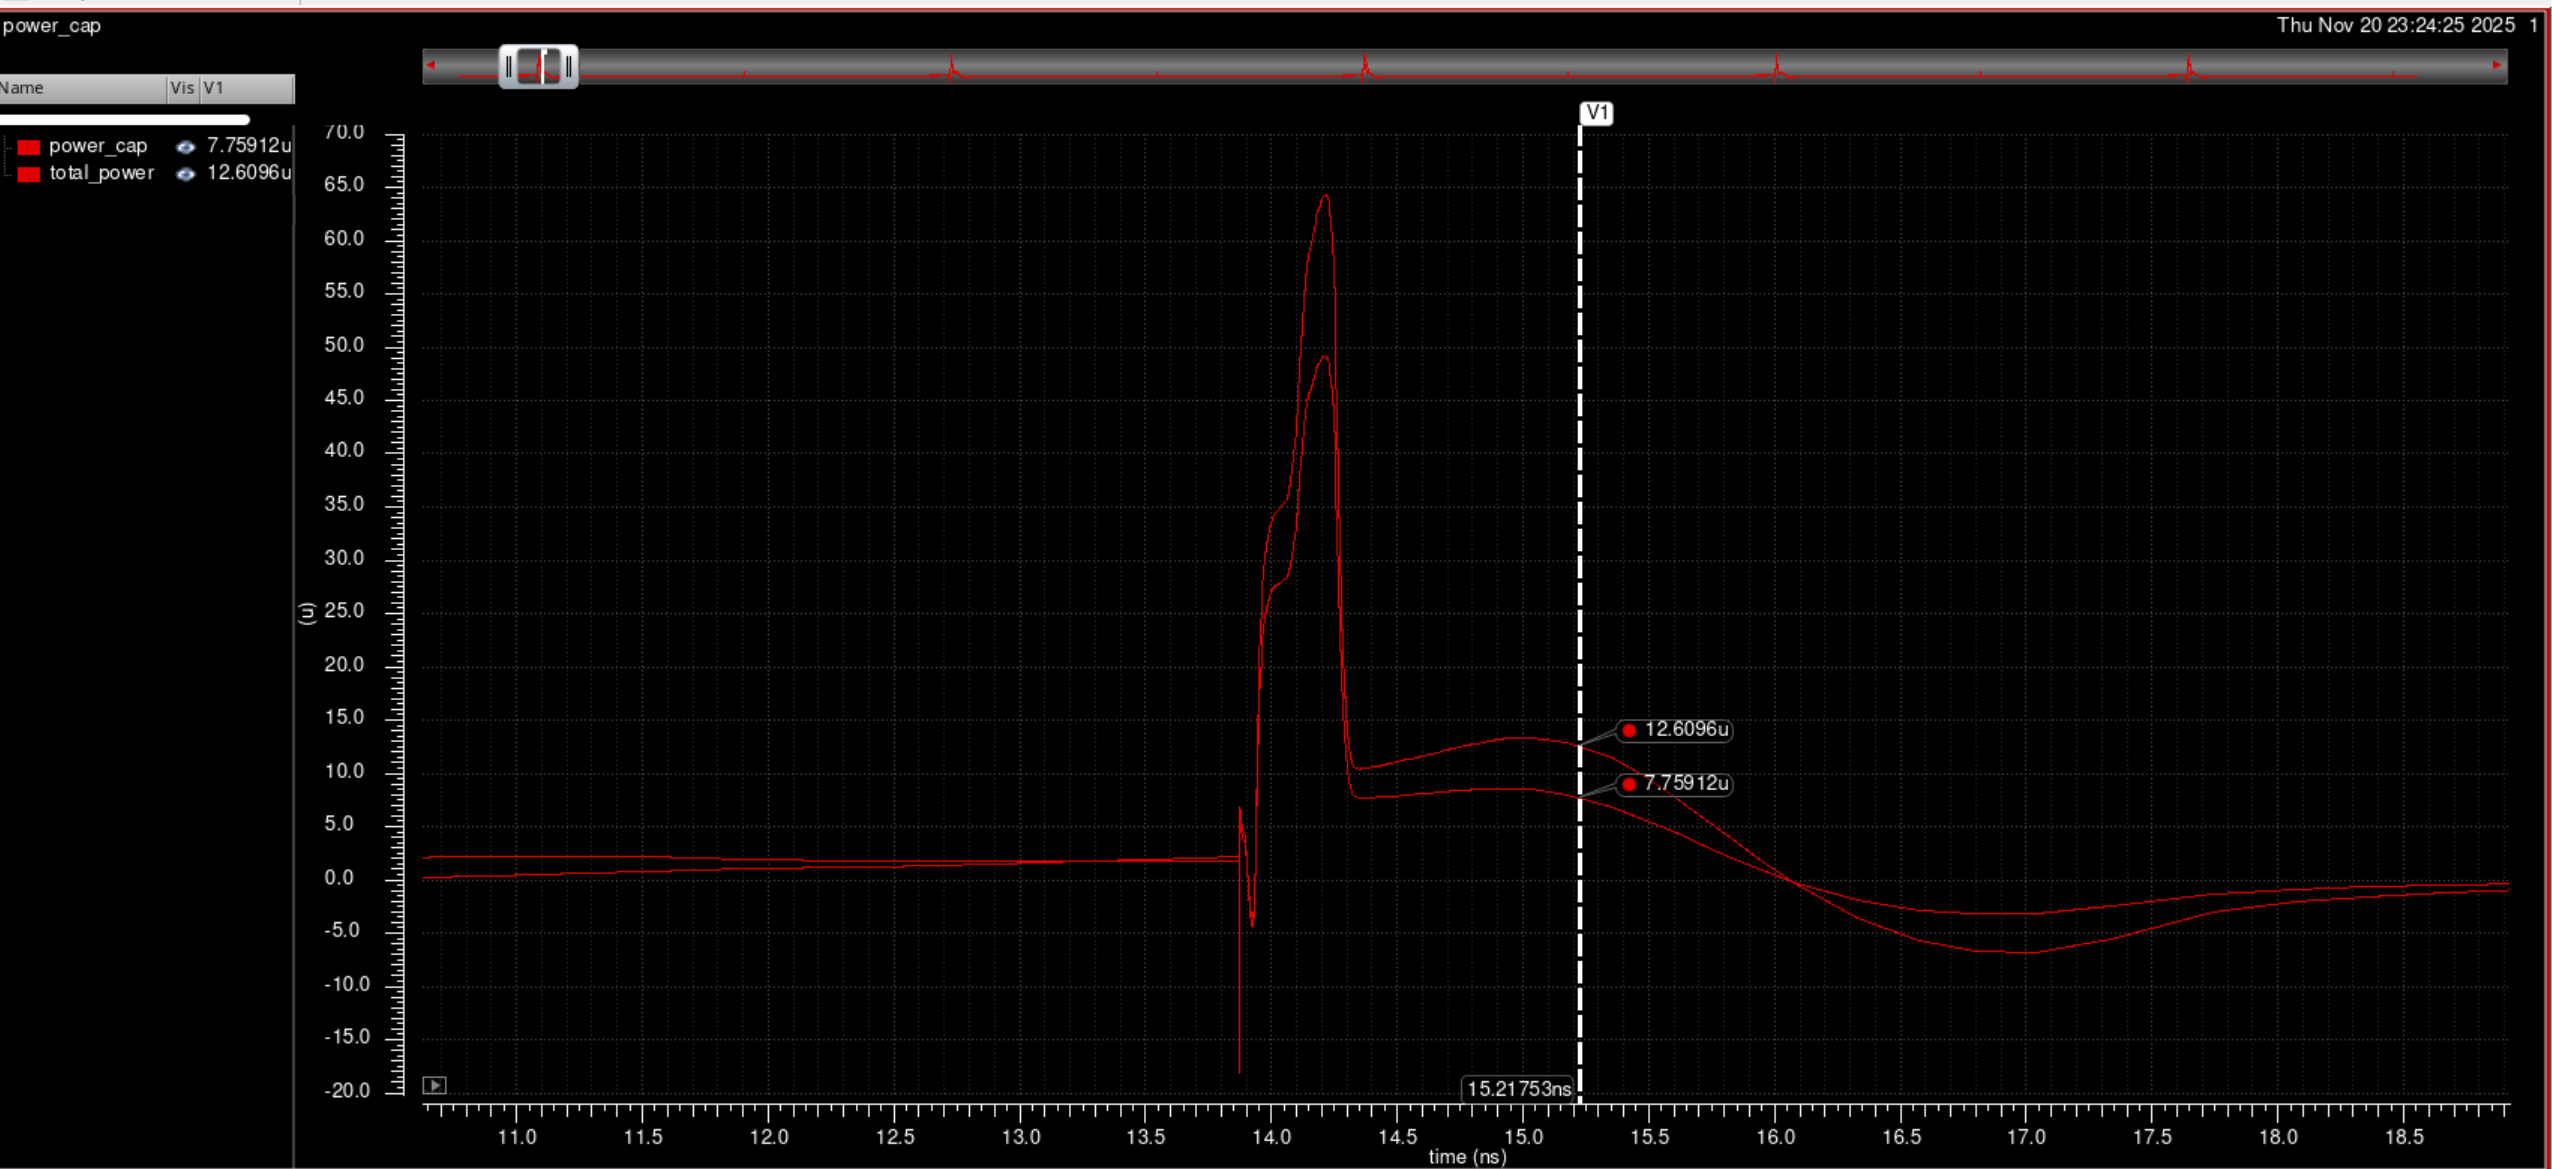 power_cap
Thu Nov 20 23:24:25 2025 1
Name Vis V1
power_cap 7.75912u
total_power 12.6096u
V1
70.0
65.0
60.0
55.0
50.0
45.0
40.0
35.0
30.0
25.0
20.0
15.0
10.0
5.0
0.0
-5.0
-10.0
-15.0
-20.0
(u)
12.6096u
7.75912u
15.21753ns
11.0 11.5 12.0 12.5 13.0 13.5 14.0 14.5 15.0 15.5 16.0 16.5 17.0 17.5 18.0 18.5
time (ns)